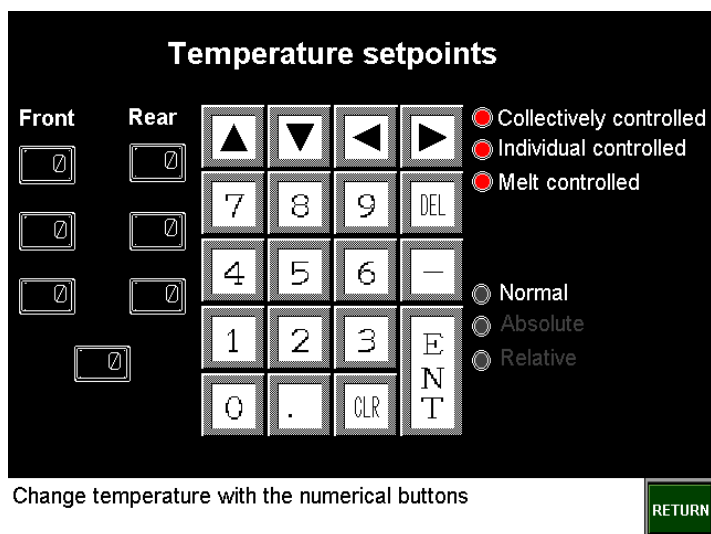 Temperature setpoints
Front Rear
0 0
0 0
0 0
0
7 8 9 DEL
4 5 6 —
1 2 3 ENT
0 . CLR
Collectively controlled
Individual controlled
Melt controlled
Normal
Absolute
Relative
Change temperature with the numerical buttons
RETURN